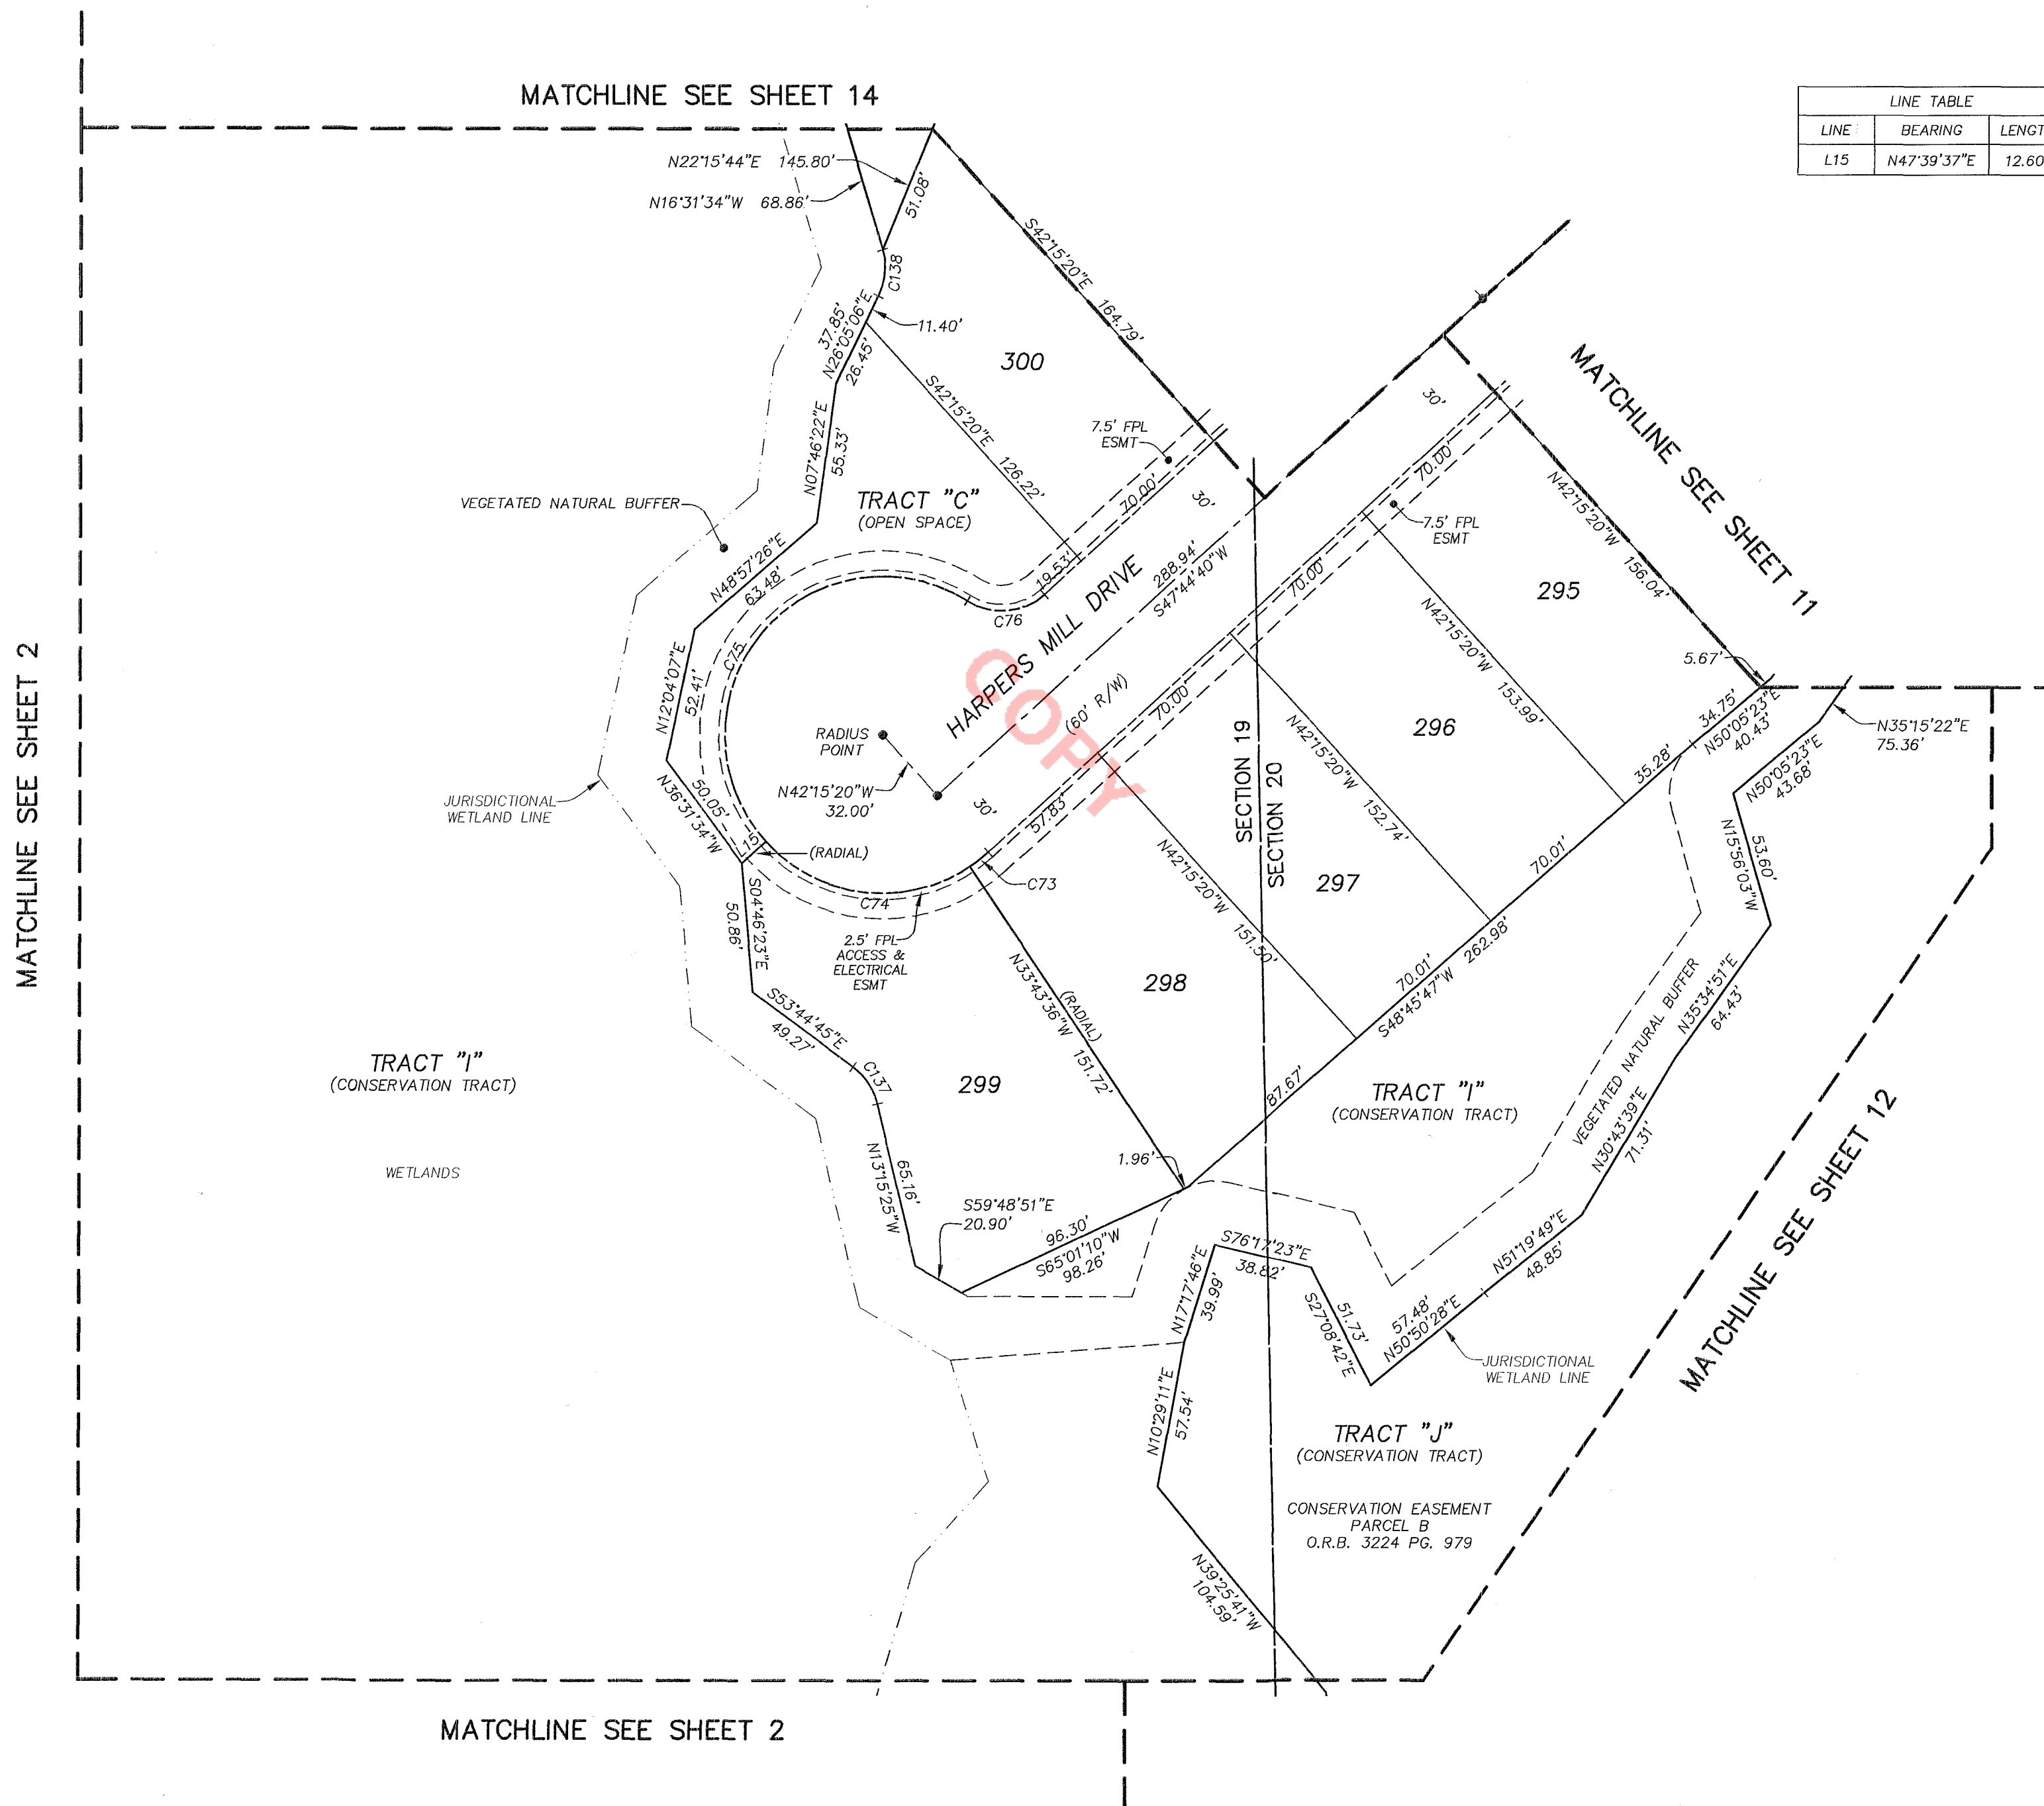 MATCHLINE SEE SHEET 14
LINE TABLE
LINE BEARING LENGT
L15 N47°39'37"E 12.60
N22°15'44"E 145.80'
N16°31'34"W 68.86'
51.08'
S42°15'20"E 164.79'
C138
11.40'
37.85'
N26°05'06"E
26.45'
300
S42°15'20"E 126.22'
N07°46'22"E
55.33'
7.5' FPL
ESMT
70.00'
30'
30'
MATCHLINE SEE SHEET 11
TRACT "C"
(OPEN SPACE)
VEGETATED NATURAL BUFFER
N48°57'26"E
63.48'
19.53'
C76
C75
288.94'
S47°44'40"W
HARPERS MILL DRIVE
(60' R/W)
70.00'
7.5' FPL
ESMT
70.00'
70.00'
N42°15'20"W 156.04'
295
N42°15'20"W 153.99'
5.67'
34.75'
N50°05'23"E
40.43'
N35°15'22"E
75.36'
N50°05'23"E
43.68'
35.28'
296
N42°15'20"W 152.74'
N12°04'07"E
52.41'
RADIUS
POINT
N42°15'20"W
32.00'
30'
57.83'
COPY
SECTION 19
SECTION 20
MATCHLINE SEE SHEET 2
JURISDICTIONAL
WETLAND LINE
50.05'
N36°31'34"W
15
(RADIAL)
C73
C74
N42°15'20"W 151.50'
297
70.01'
70.01'
S48°45'47"W 262.98'
53.60'
N15°56'03"W
S04°46'23"E
50.86'
2.5' FPL
ACCESS &
ELECTRICAL
ESMT
298
(RADIAL)
N33°43'36"W 151.72'
S53°44'45"E
49.27'
C137
299
87.67'
VEGETATED NATURAL BUFFER
N35°34'51"E
64.43'
TRACT "I"
(CONSERVATION TRACT)
TRACT "I"
(CONSERVATION TRACT)
N30°43'39"E
71.31'
MATCHLINE SEE SHEET 12
WETLANDS
65.16'
N13°15'25"W
1.96'
S59°48'51"E
20.90'
96.30'
S65°01'10"W
98.26'
S76°17'23"E
38.82'
N17°17'46"E
39.99'
51.73'
S27°08'42"E
N51°19'49"E
48.85'
57.48'
N50°50'28"E
JURISDICTIONAL
WETLAND LINE
N10°29'11"E
57.54'
TRACT "J"
(CONSERVATION TRACT)
CONSERVATION EASEMENT
PARCEL B
O.R.B. 3224 PG. 979
N39°25'41"W
104.59'
MATCHLINE SEE SHEET 2